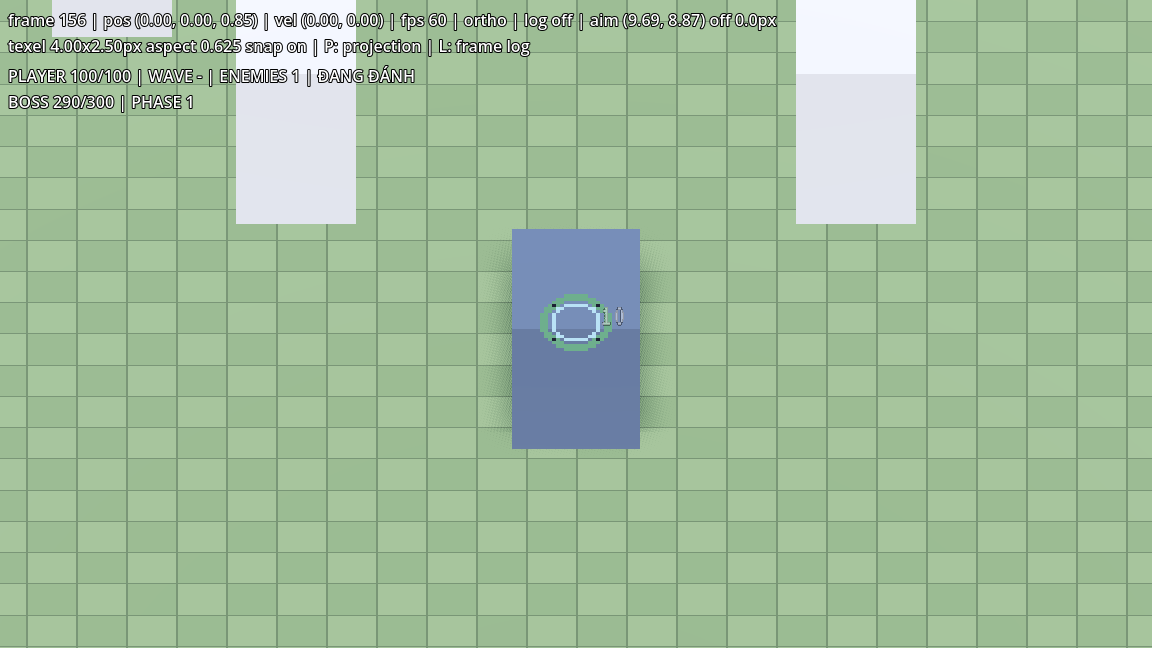 frame 156 | pos (0.00, 0.00, 0.85) | vel (0.00, 0.00) | fps 60 | ortho | log off | aim (9.69, 8.87) off 0.0px
texel 4.00x2.50px aspect 0.625 snap on | P: projection | L: frame log
PLAYER 100/100 | WAVE - | ENEMIES 1 | ĐANG ĐÁNH
BOSS 290/300 | PHASE 1
10